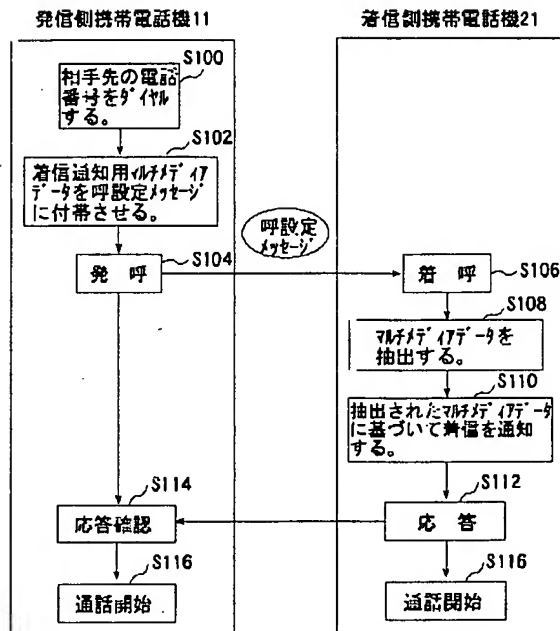 発信側携帯電話機11
着信側携帯電話機21
S100
相手先の電話
番号をダイヤル
する。
S102
着信通知用マルチメディア
データを呼設定メッセージ
に付帯させる。
呼設定
メッセージ
発 呼
S104
着 呼
S106
S108
マルチメディアデータを
抽出する。
S110
抽出されたマルチメディアデータ
に基づいて着信を通知
する。
S114
S112
応答確認
応 答
S116
S116
通話開始
通話開始